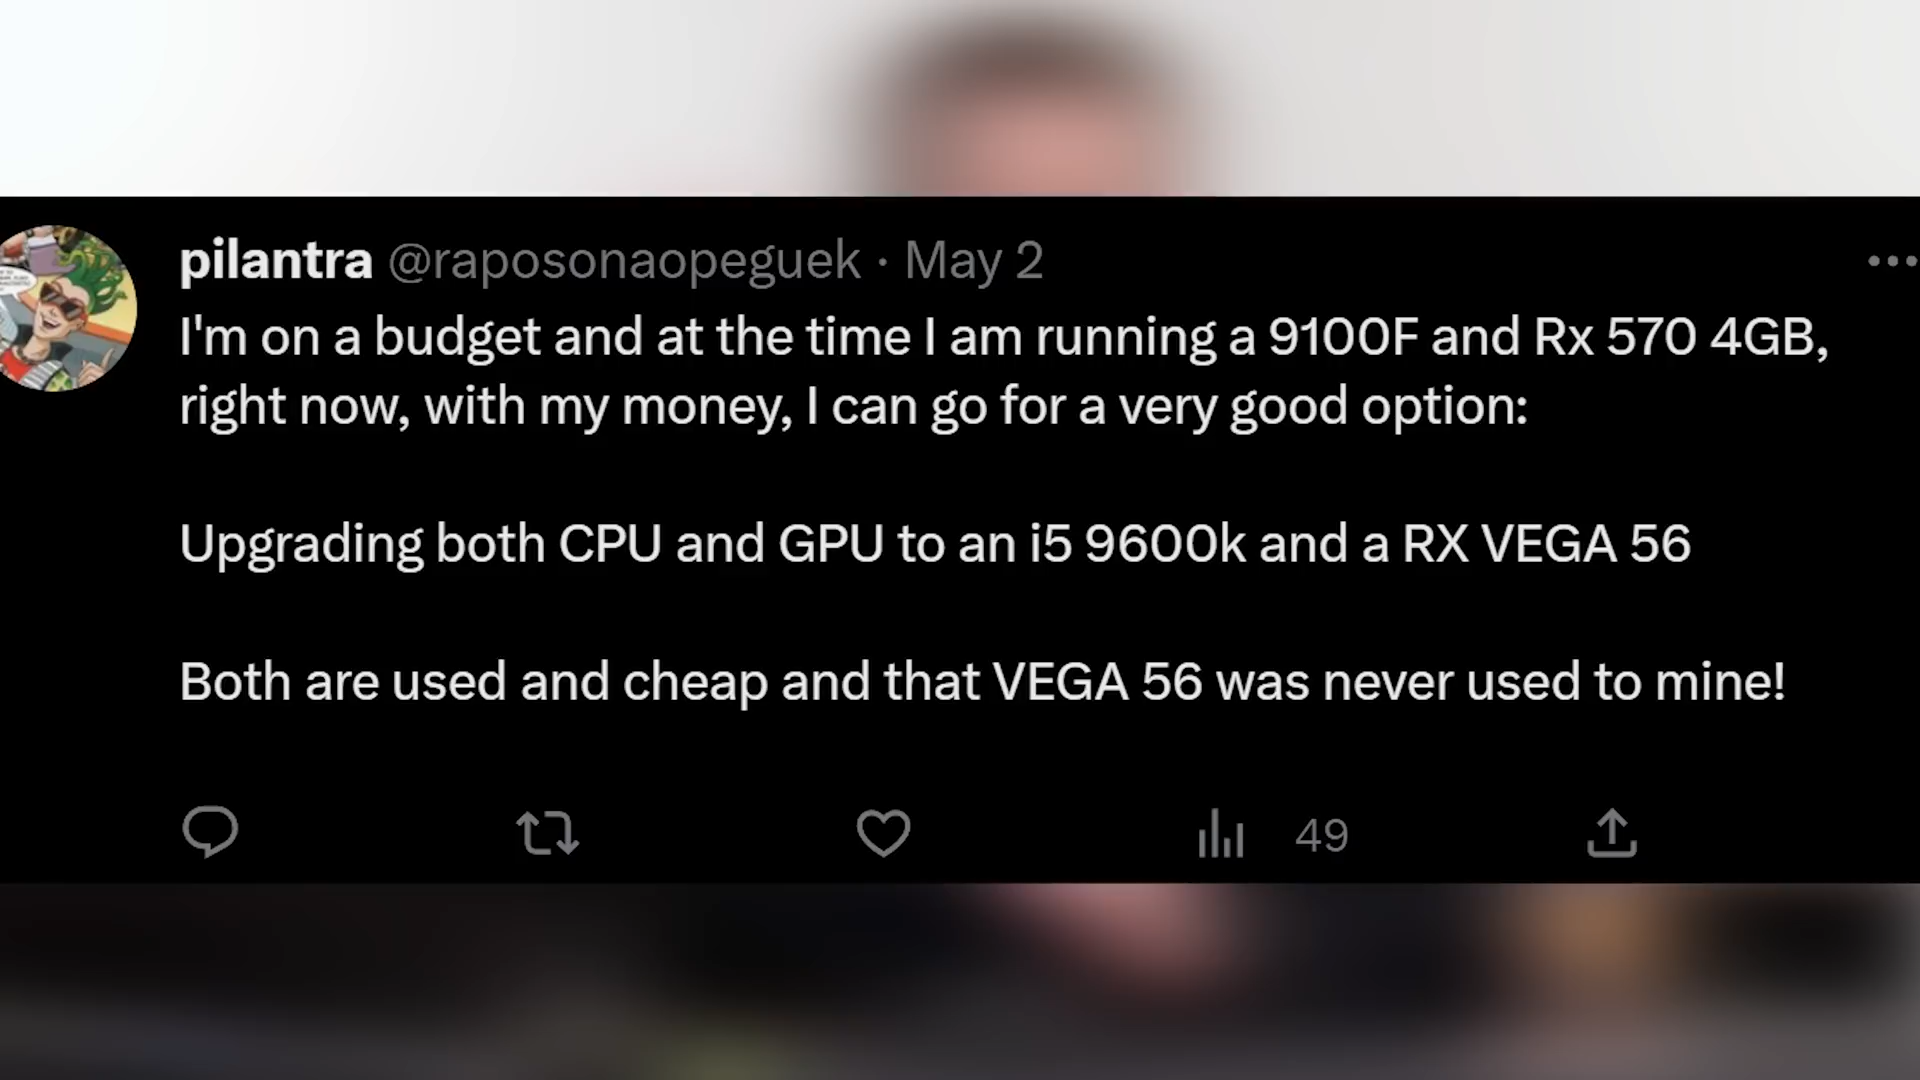 pilantra @raposonaopeguek · May 2
I'm on a budget and at the time I am running a 9100F and Rx 570 4GB,
right now, with my money, I can go for a very good option:
Upgrading both CPU and GPU to an i5 9600k and a RX VEGA 56
Both are used and cheap and that VEGA 56 was never used to mine!
49